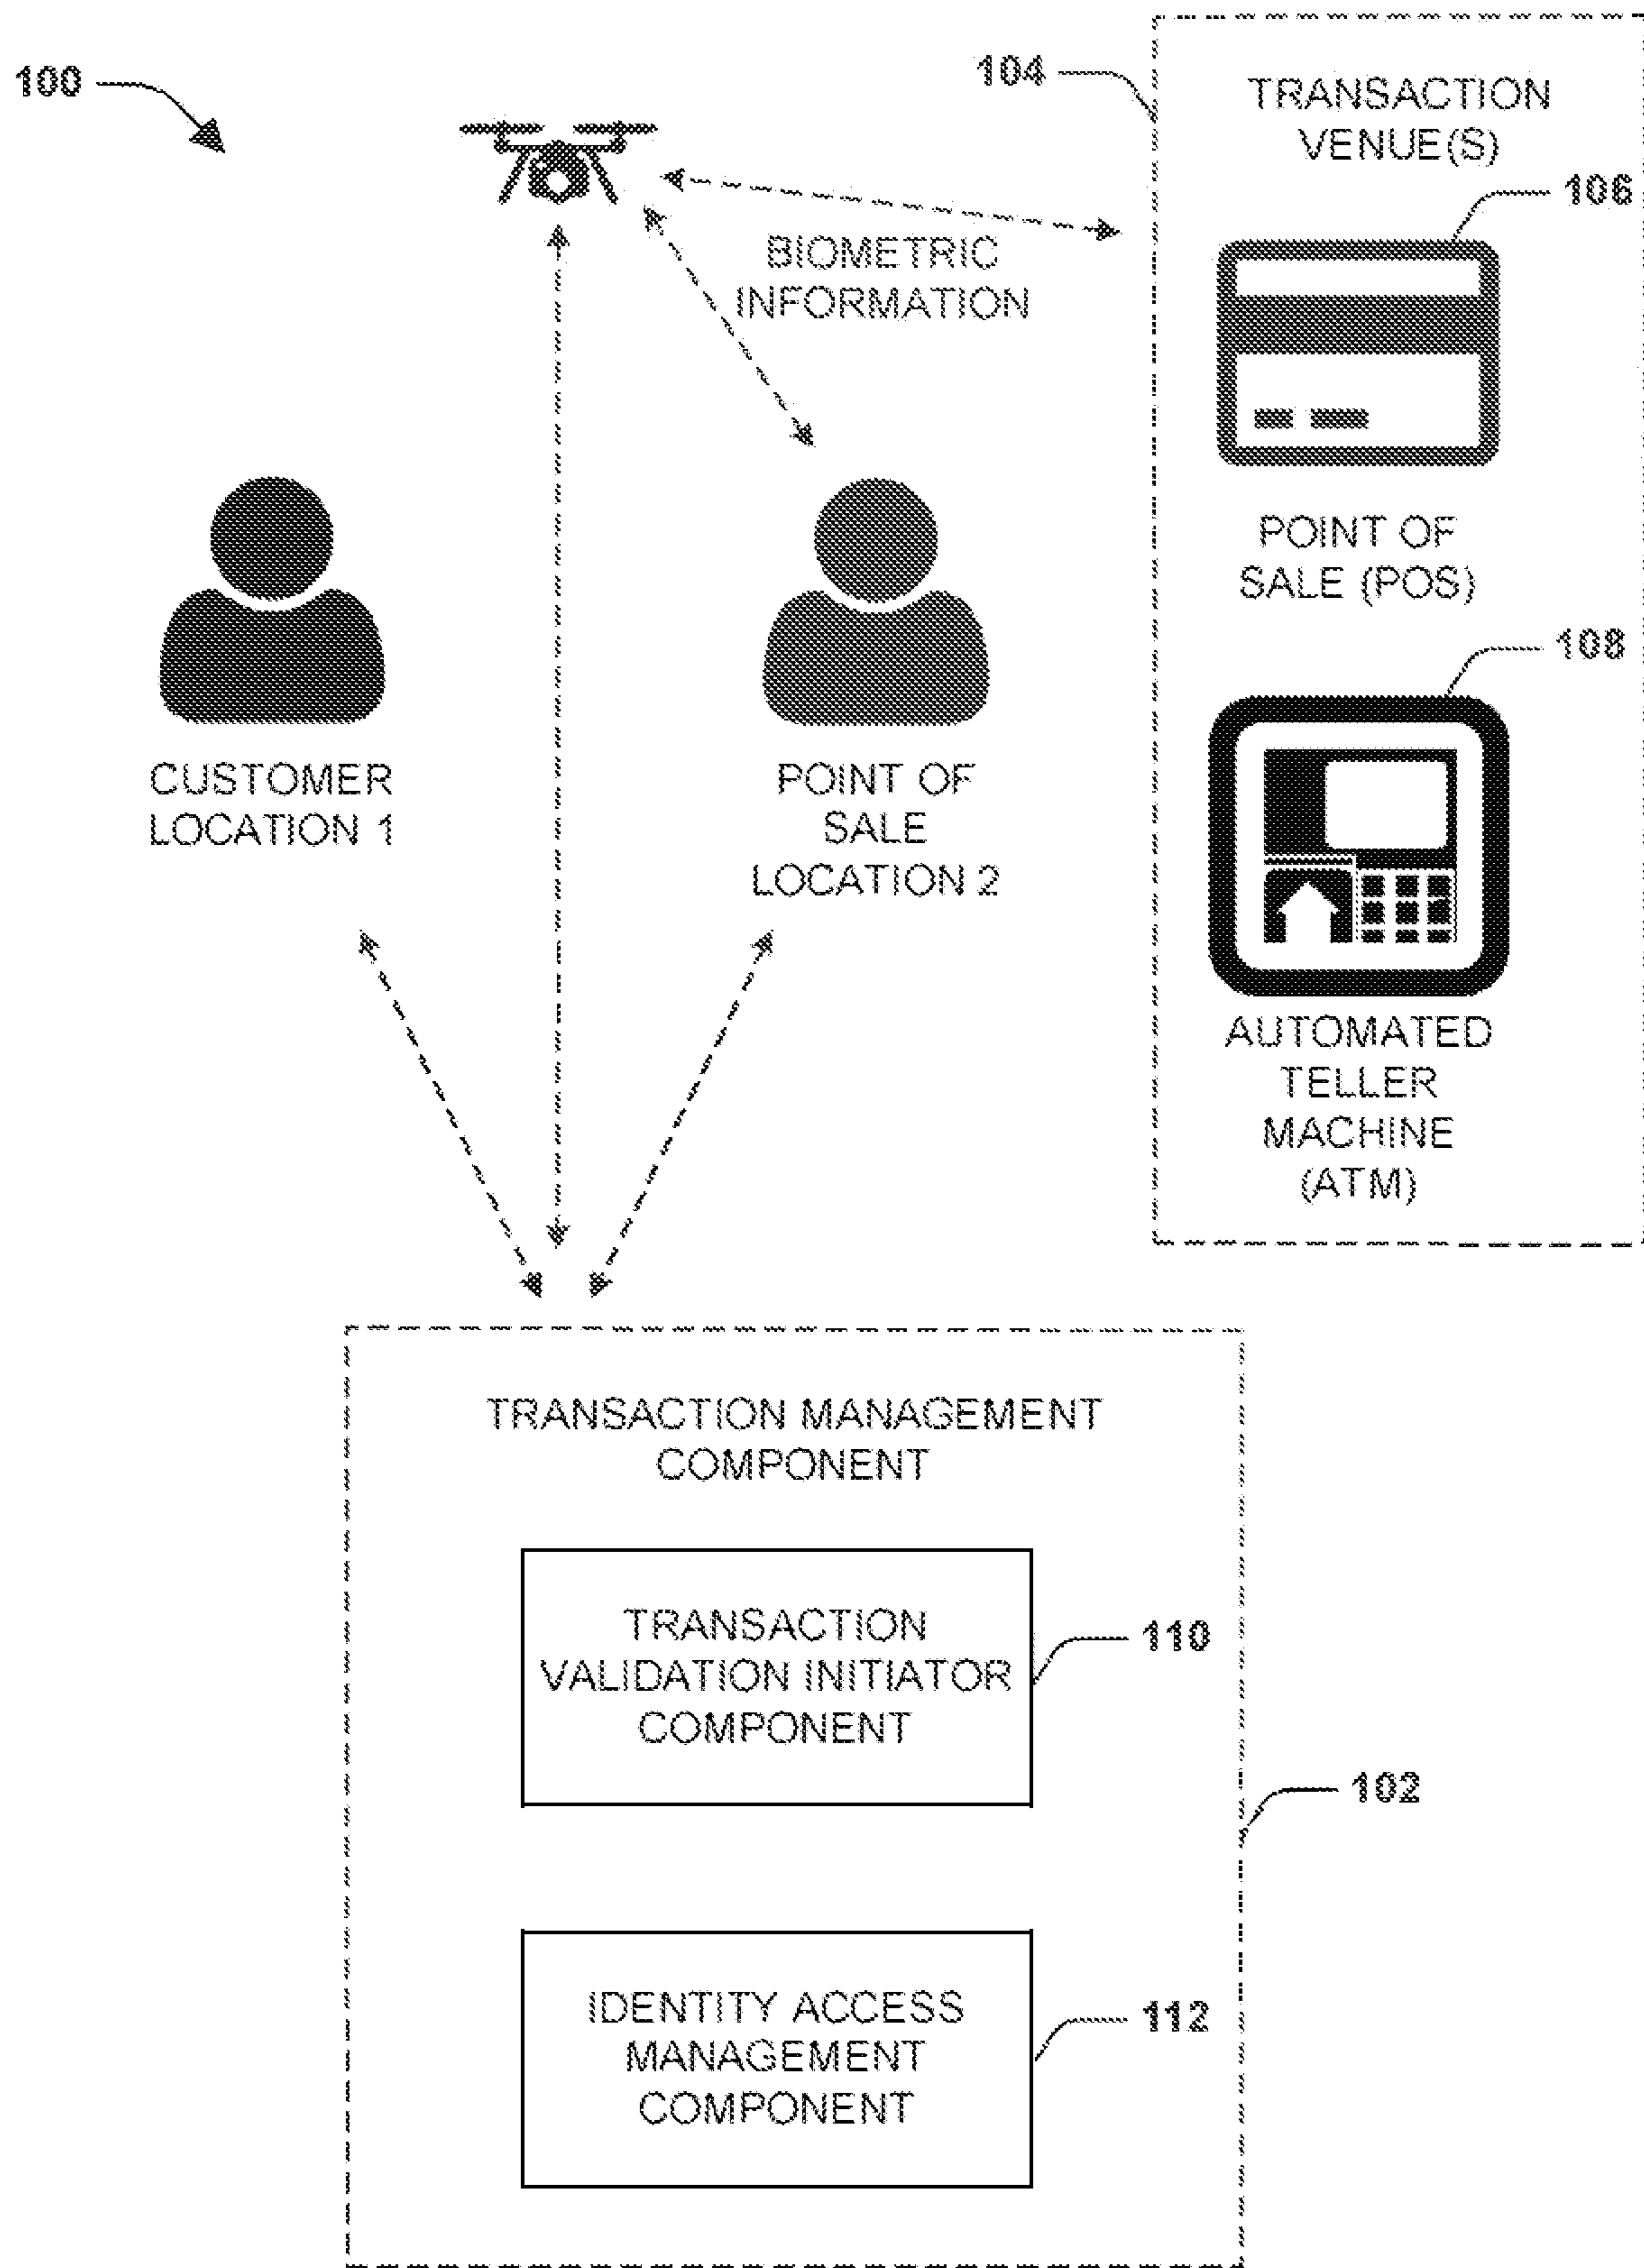 100
104
TRANSACTION
VENUE(S)
106
BIOMETRIC
INFORMATION
POINT OF
SALE (POS)
108
CUSTOMER
LOCATION 1
POINT OF
SALE
LOCATION 2
AUTOMATED
TELLER
MACHINE
(ATM)
TRANSACTION MANAGEMENT
COMPONENT
TRANSACTION
VALIDATION INITIATOR
COMPONENT
110
102
IDENTITY ACCESS
MANAGEMENT
COMPONENT
112